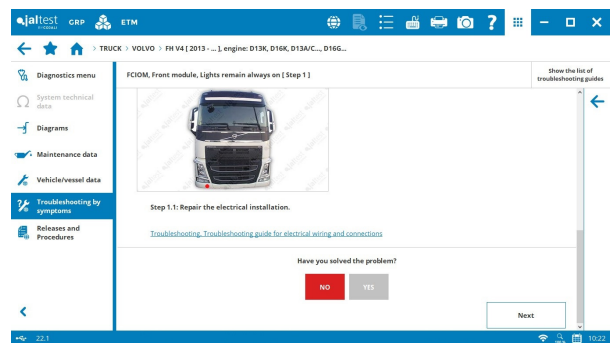 jaltest GRP ETM
by COJALI
> TRUCK > VOLVO > FH V4 [ 2013 - ... ], engine: D13K, D16K, D13A/C..., D16G...
Diagnostics menu
System technical
data
Diagrams
Maintenance data
Vehicle/vessel data
Troubleshooting by
symptoms
Releases and
Procedures
FCIOM, Front module, Lights remain always on [ Step 1 ]
Show the list of
troubleshooting guides
Step 1.1: Repair the electrical installation.
Troubleshooting. Troubleshooting guide for electrical wiring and connections
Have you solved the problem?
NO YES
Next
22.1 10:22